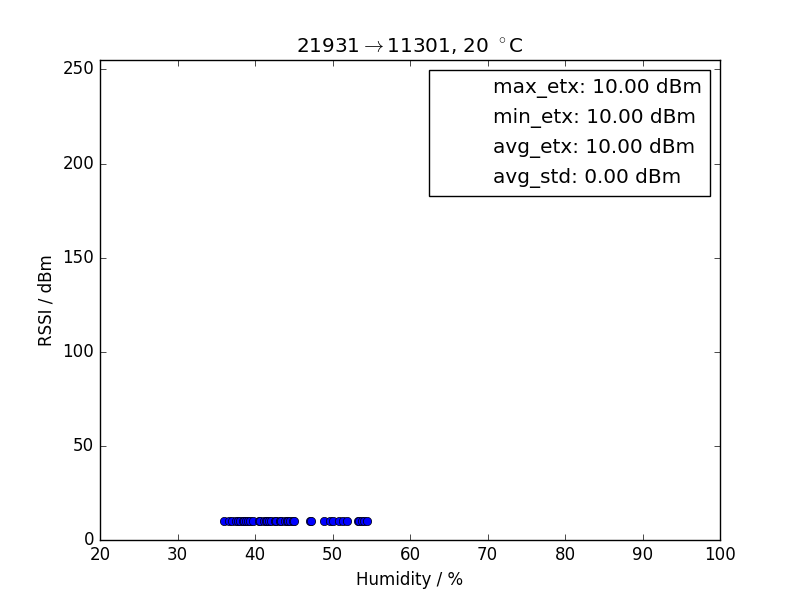 21931→11301, 20 °C
250
200
150
100
50
0
RSSI / dBm
max_etx: 10.00 dBm
min_etx: 10.00 dBm
avg_etx: 10.00 dBm
avg_std: 0.00 dBm
20 30 40 50 60 70 80 90 100
Humidity / %